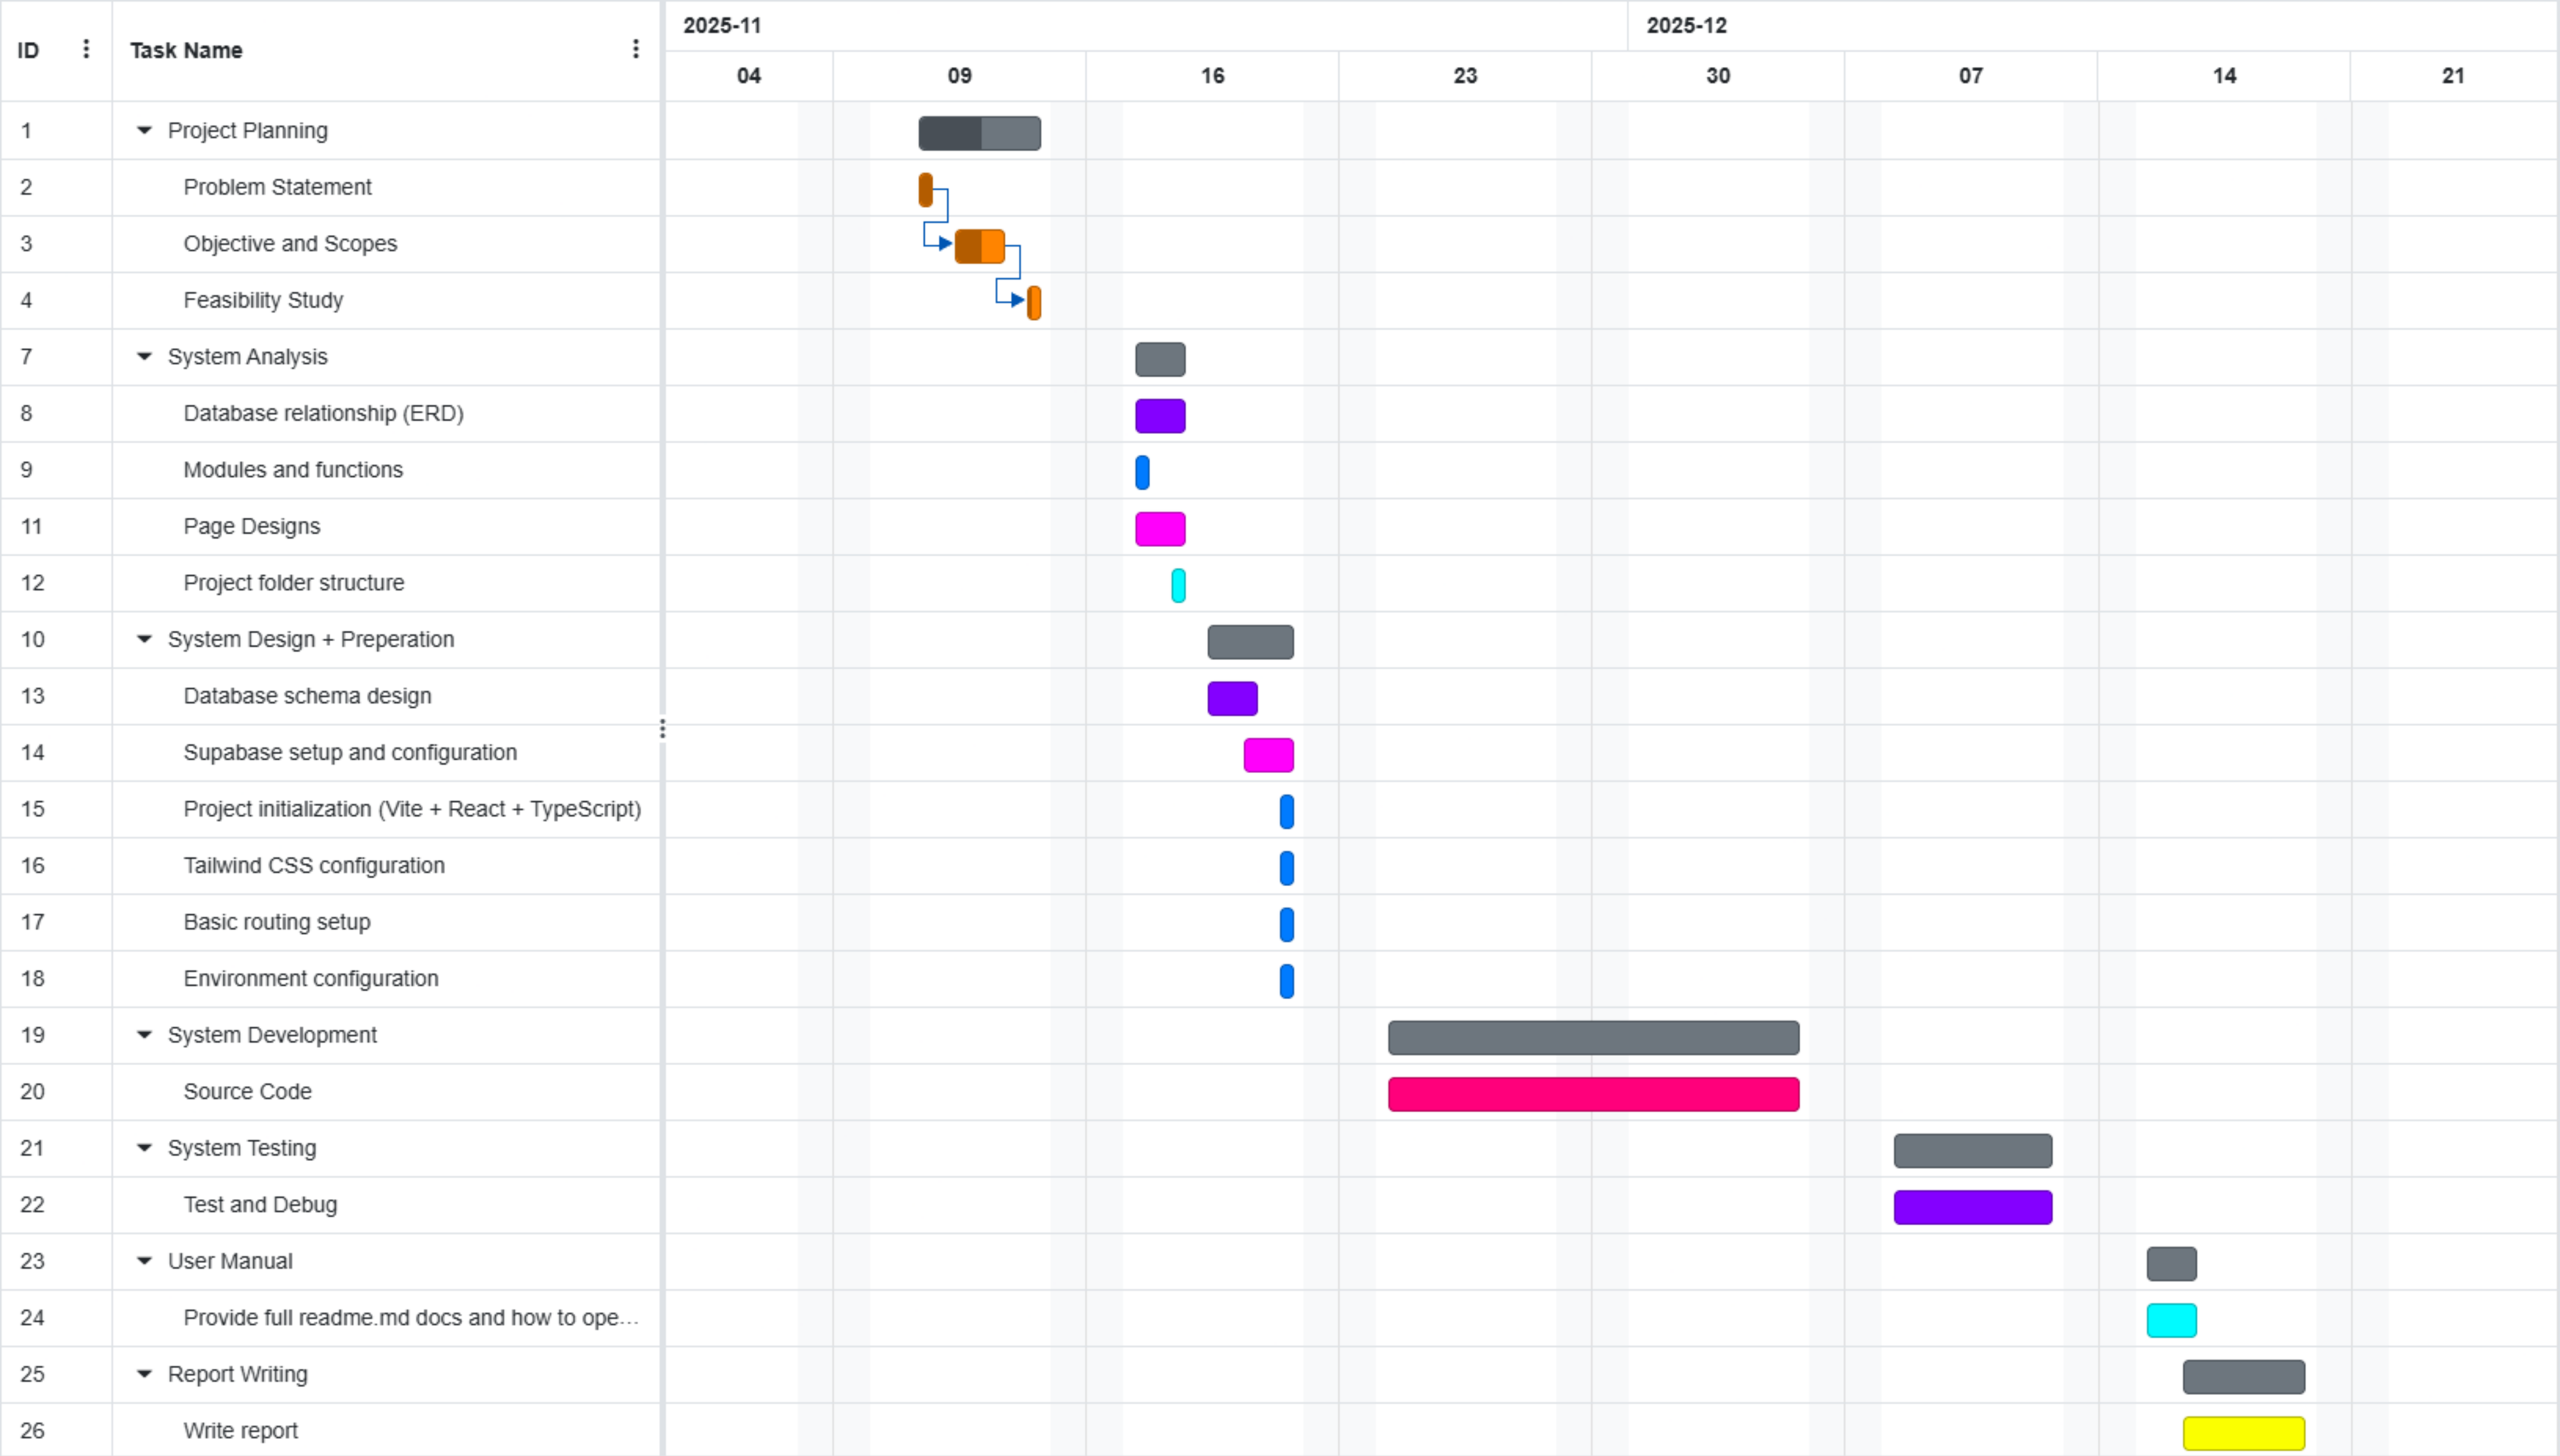 2025-11 2025-12
ID Task Name
04 09 16 23 30 07 14 21
1 Project Planning
2 Problem Statement
3 Objective and Scopes
4 Feasibility Study
7 System Analysis
8 Database relationship (ERD)
9 Modules and functions
11 Page Designs
12 Project folder structure
10 System Design + Preperation
13 Database schema design
14 Supabase setup and configuration
15 Project initialization (Vite + React + TypeScript)
16 Tailwind CSS configuration
17 Basic routing setup
18 Environment configuration
19 System Development
20 Source Code
21 System Testing
22 Test and Debug
23 User Manual
24 Provide full readme.md docs and how to ope...
25 Report Writing
26 Write report